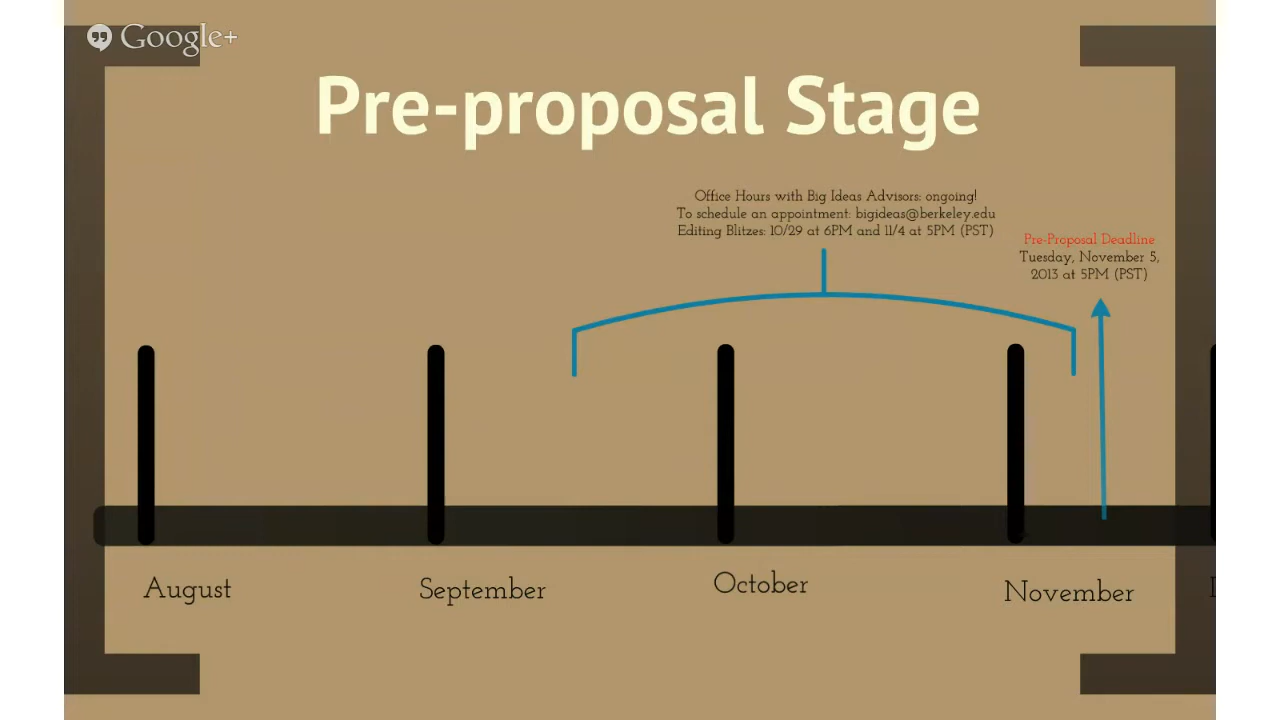 Google+
Pre-proposal Stage
Office Hours with Big Ideas Advisors: ongoing!
To schedule an appointment: bigideas@berkeley.edu
Editing Blitzes: 10/29 at 6PM and 11/4 at 5PM (PST)
Pre-Proposal Deadline
Tuesday, November 5,
2013 at 5PM (PST)
August
September
October
November